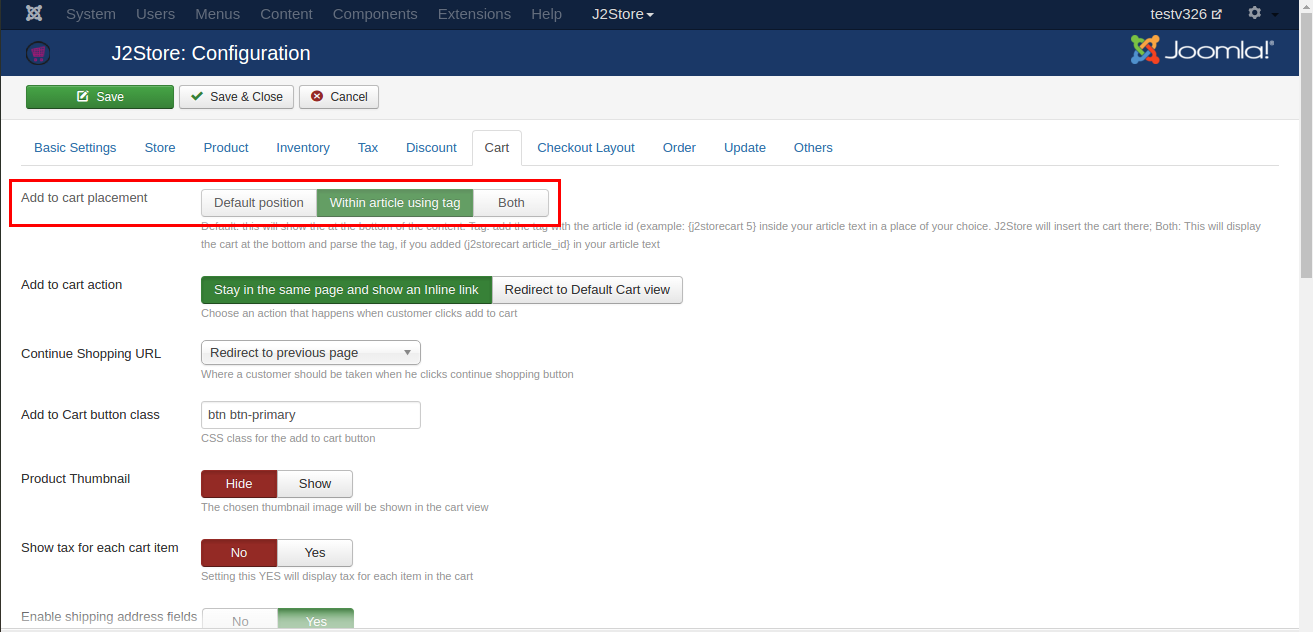 System Users Menus Content Components Extensions Help J2Store testv326
J2Store: Configuration Joomla!®
Save Save & Close Cancel
Basic Settings Store Product Inventory Tax Discount Cart Checkout Layout Order Update Others
Add to cart placement Default position Within article using tag Both
Default: this will show the at the bottom of the content. Tag: add the tag with the article id (example: {j2storecart 5} inside your article text in a place of your choice. J2Store will insert the cart there; Both: This will display
the cart at the bottom and parse the tag, if you added (j2storecart article_id} in your article text
Add to cart action Stay in the same page and show an Inline link Redirect to Default Cart view
Choose an action that happens when customer clicks add to cart
Continue Shopping URL Redirect to previous page
Where a customer should be taken when he clicks continue shopping button
Add to Cart button class btn btn-primary
CSS class for the add to cart button
Product Thumbnail Hide Show
The chosen thumbnail image will be shown in the cart view
Show tax for each cart item No Yes
Setting this YES will display tax for each item in the cart
Enable shipping address fields No Yes